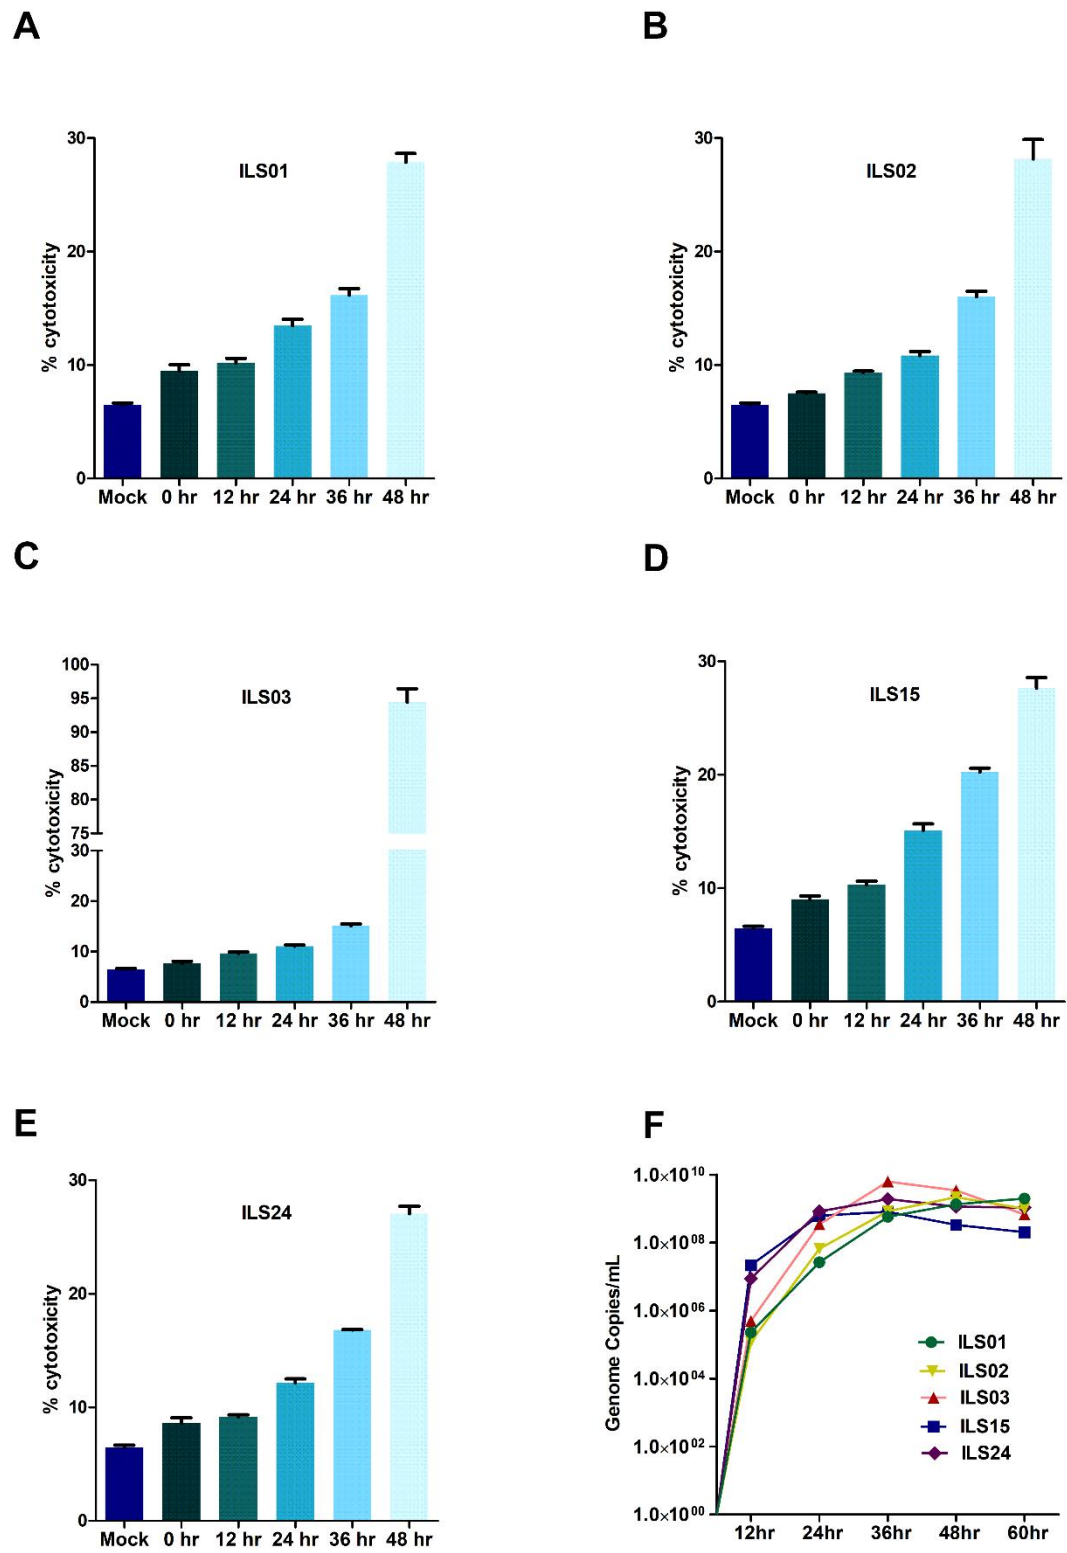 A
B
30
20
10
0
% cytotoxicity
ILS01
Mock 0 hr 12 hr 24 hr 36 hr 48 hr
30
20
10
0
% cytotoxicity
ILS02
Mock 0 hr 12 hr 24 hr 36 hr 48 hr
C
D
100
95
90
85
80
75
30
20
10
0
% cytotoxicity
ILS03
Mock 0 hr 12 hr 24 hr 36 hr 48 hr
30
20
10
0
% cytotoxicity
ILS15
Mock 0 hr 12 hr 24 hr 36 hr 48 hr
E
F
30
20
10
0
% cytotoxicity
ILS24
Mock 0 hr 12 hr 24 hr 36 hr 48 hr
1.0×10¹⁰
1.0×10⁰⁸
1.0×10⁰⁶
1.0×10⁰⁴
1.0×10⁰²
1.0×10⁰⁰
Genome Copies/mL
ILS01
ILS02
ILS03
ILS15
ILS24
12hr 24hr 36hr 48hr 60hr